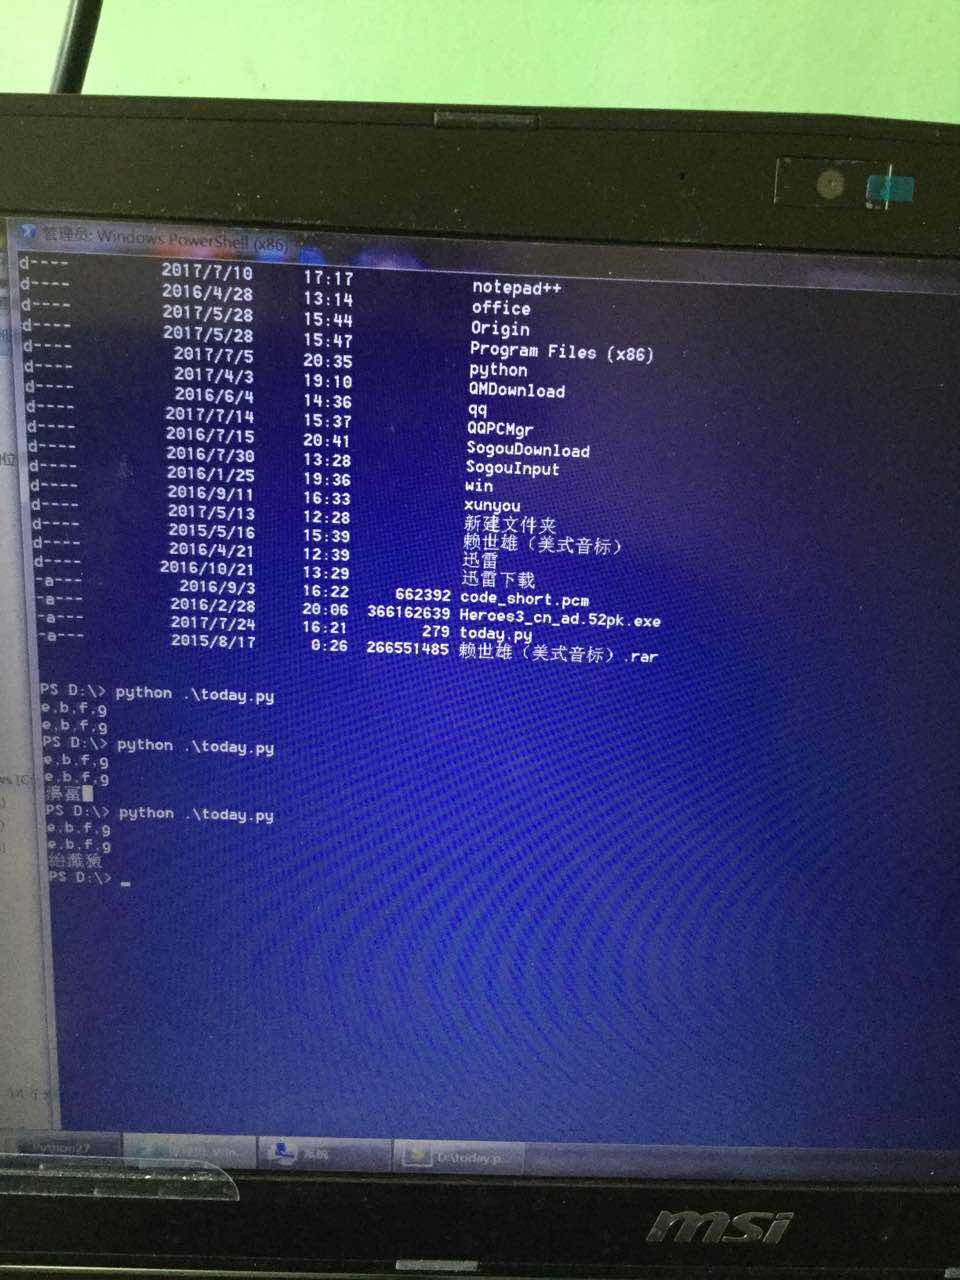 管理员: Windows PowerShell (x86)
d---- 2017/7/10 17:17 notepad++
d---- 2016/4/28 13:14 office
d---- 2017/5/28 15:44 Origin
d---- 2017/5/28 15:47 Program Files (x86)
d---- 2017/7/5 20:35 python
d---- 2017/4/3 19:10 QMDownload
d---- 2016/6/4 14:36 qq
d---- 2017/7/14 15:37 QQPCMgr
d---- 2016/7/15 20:41 SogouDownload
d---- 2016/7/30 13:28 SogouInput
d---- 2016/1/25 19:36 win
d---- 2016/9/11 16:33 xunyou
d---- 2017/5/13 12:28 新建文件夹
d---- 2015/5/16 15:39 赖世雄（美式音标）
d---- 2016/4/21 12:39 迅雷
d---- 2016/10/21 13:29 迅雷下载
-a--- 2016/9/3 16:22 662392 code_short.pcm
-a--- 2016/2/28 20:06 366162639 Heroes3_cn_ad.52pk.exe
-a--- 2017/7/24 16:21 279 today.py
-a--- 2015/8/17 0:26 266551485 赖世雄（美式音标）.rar
PS D:\> python .\today.py
e.b.f.g
e.b.f.g
PS D:\> python .\today.py
e.b.f.g
e.b.f.g
PS D:\> python .\today.py
e.b.f.g
e.b.f.g
PS D:\> _
Python27
系统
D:\today.p...
msi